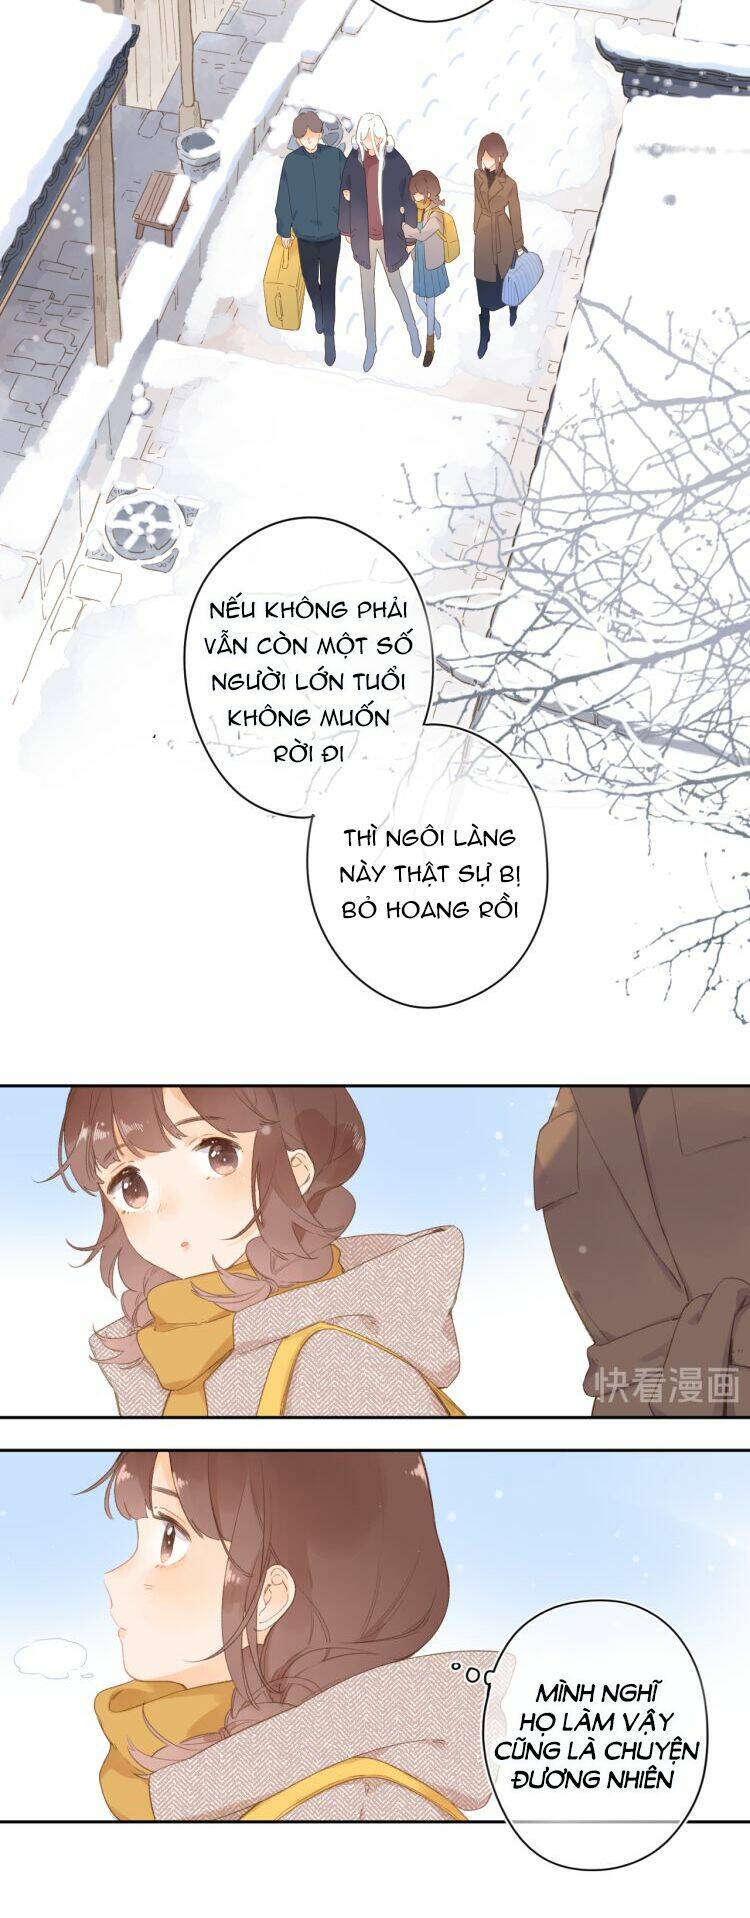 NẾU KHÔNG PHẢI
VẪN CÒN MỘT SỐ
NGƯỜI LỚN TUỔI
KHÔNG MUỐN
RỜI ĐI
THÌ NGÔI LÀNG
NÀY THẬT SỰ BỊ
BỎ HOANG RỒI
快看漫画
MÌNH NGHĨ
HỌ LÀM VẬY
CŨNG LÀ CHUYỆN
ĐƯƠNG NHIÊN